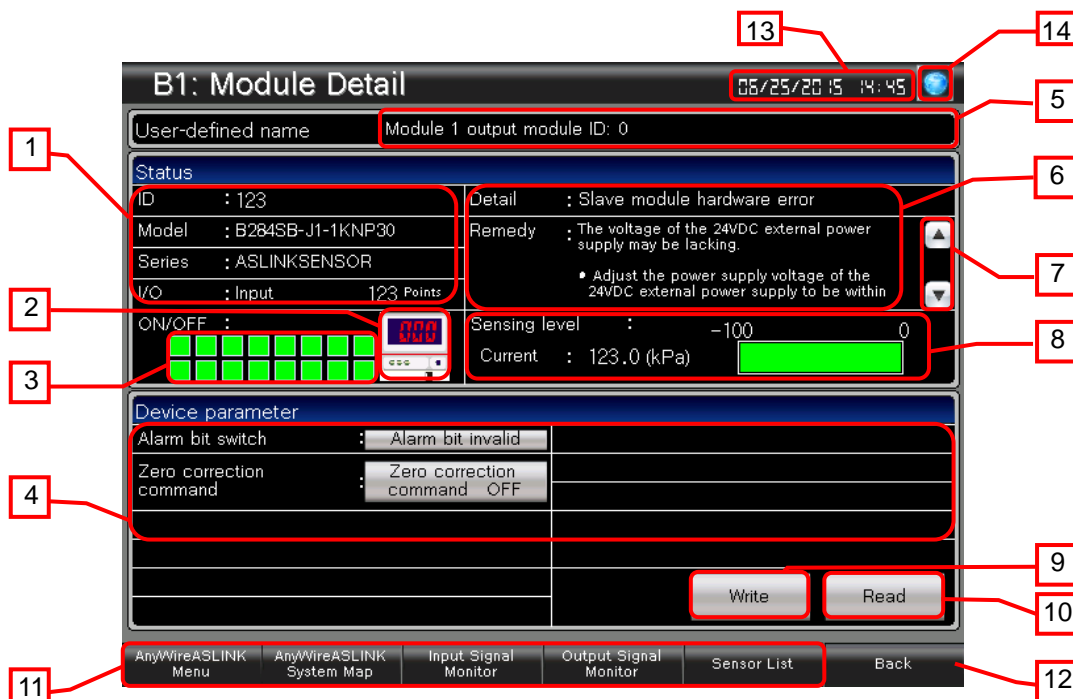 13
14
B1: Module Detail
06/25/2015 14:45
5
User-defined name
Module 1 output module ID: 0
1
Status
6
ID : 123
Detail : Slave module hardware error
Model : B284SB-J1-1KNP30
Remedy : The voltage of the 24VDC external power
supply may be lacking.
Series : ASLINKSENSOR
7
• Adjust the power supply voltage of the
24VDC external power supply to be within
I/O : Input 123 Points
2
ON/OFF :
000
Sensing level : -100 0
8
Current : 123.0 (kPa)
3
Device parameter
Alarm bit switch : Alarm bit invalid
Zero correction
command
: Zero correction
command OFF
4
9
Write
Read
10
AnyWireASLINK
Menu
AnyWireASLINK
System Map
Input Signal
Monitor
Output Signal
Monitor
Sensor List
Back
11
12